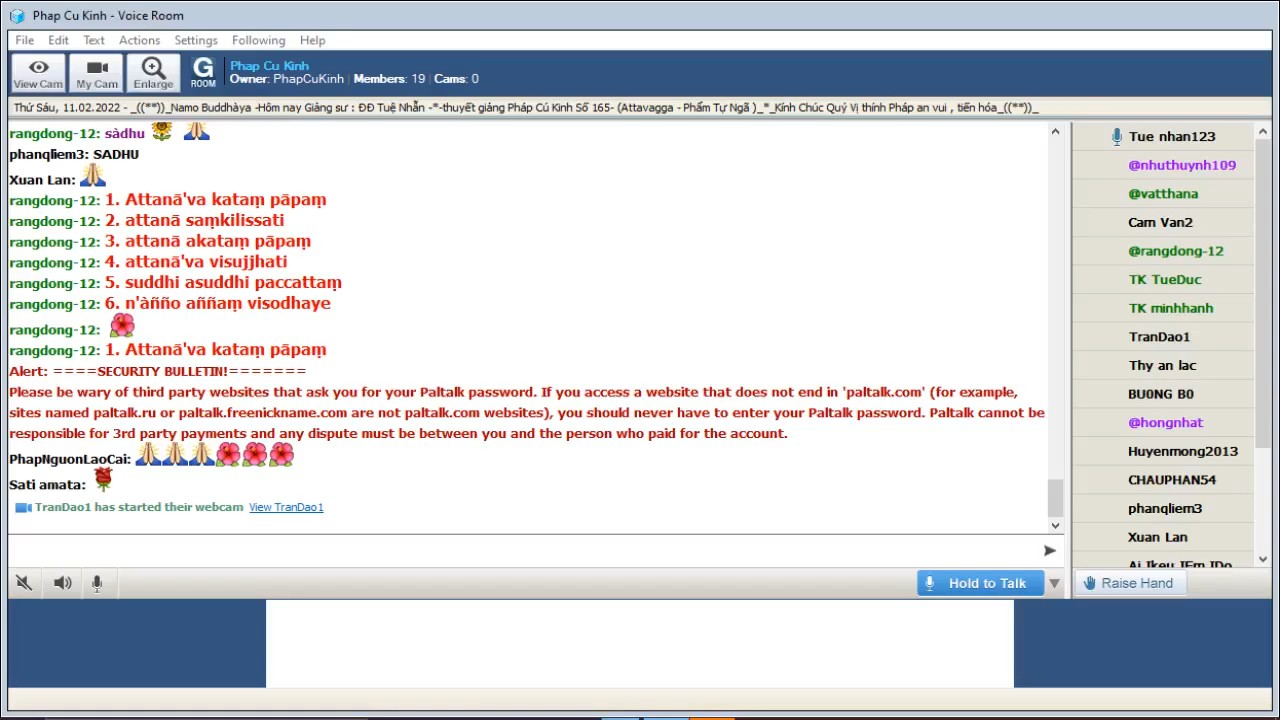 Phap Cu Kinh - Voice Room
File Edit Text Actions Settings Following Help
View Cam My Cam Enlarge G ROOM
Phap Cu Kinh
Owner: PhapCuKinh Members: 19 Cams: 0
Thứ Sáu, 11.02.2022 - _((**))_Namo Buddhàya -Hôm nay Giảng sư : ĐĐ Tuệ Nhẫn -*-thuyết giảng Pháp Cú Kinh Số 165- (Attavagga - Phẩm Tự Ngã )_*_Kính Chúc Quý Vị thính Pháp an vui , tiến hóa_((**))_
rangdong-12: sàdhu
phanqliem3: SADHU
Xuan Lan:
rangdong-12: 1. Attanā'va kataṃ pāpaṃ
rangdong-12: 2. attanā saṃkilissati
rangdong-12: 3. attanā akataṃ pāpaṃ
rangdong-12: 4. attanā'va visujjhati
rangdong-12: 5. suddhi asuddhi paccattaṃ
rangdong-12: 6. n'àñño aññaṃ visodhaye
rangdong-12:
rangdong-12: 1. Attanā'va kataṃ pāpaṃ
Alert: ====SECURITY BULLETIN!=======
Please be wary of third party websites that ask you for your Paltalk password. If you access a website that does not end in 'paltalk.com' (for example,
sites named paltalk.ru or paltalk.freenickname.com are not paltalk.com websites), you should never have to enter your Paltalk password. Paltalk cannot be
responsible for 3rd party payments and any dispute must be between you and the person who paid for the account.
PhapNguonLaoCai:
Sati amata:
TranDao1 has started their webcam View TranDao1
Hold to Talk
Tue nhan123
@nhuthuynh109
@vatthana
Cam Van2
@rangdong-12
TK TueDuc
TK minhhanh
TranDao1
Thy an lac
BU0NG B0
@hongnhat
Huyenmong2013
CHAUPHAN54
phanqliem3
Xuan Lan
Raise Hand